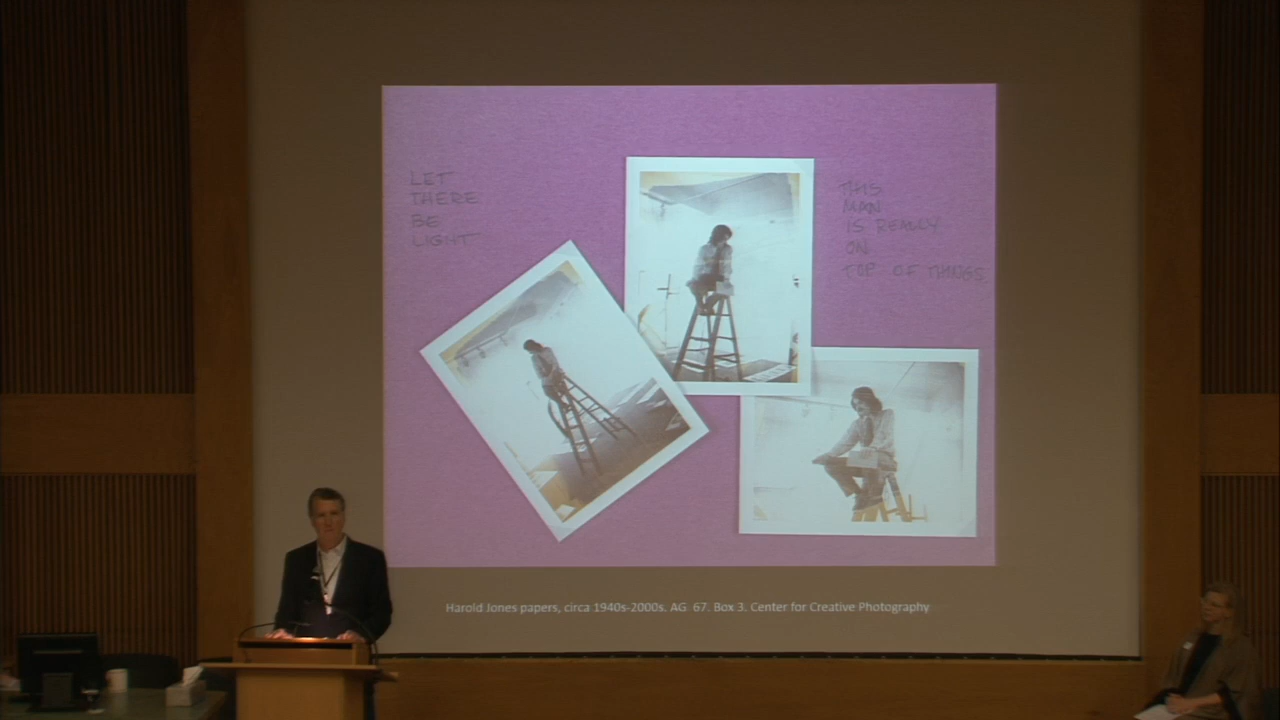 LET
THERE
BE
LIGHT
THIS
MAN
IS REALLY
ON
TOP OF THINGS
Harold Jones papers, circa 1940s-2000s. AG 67. Box 3. Center for Creative Photography